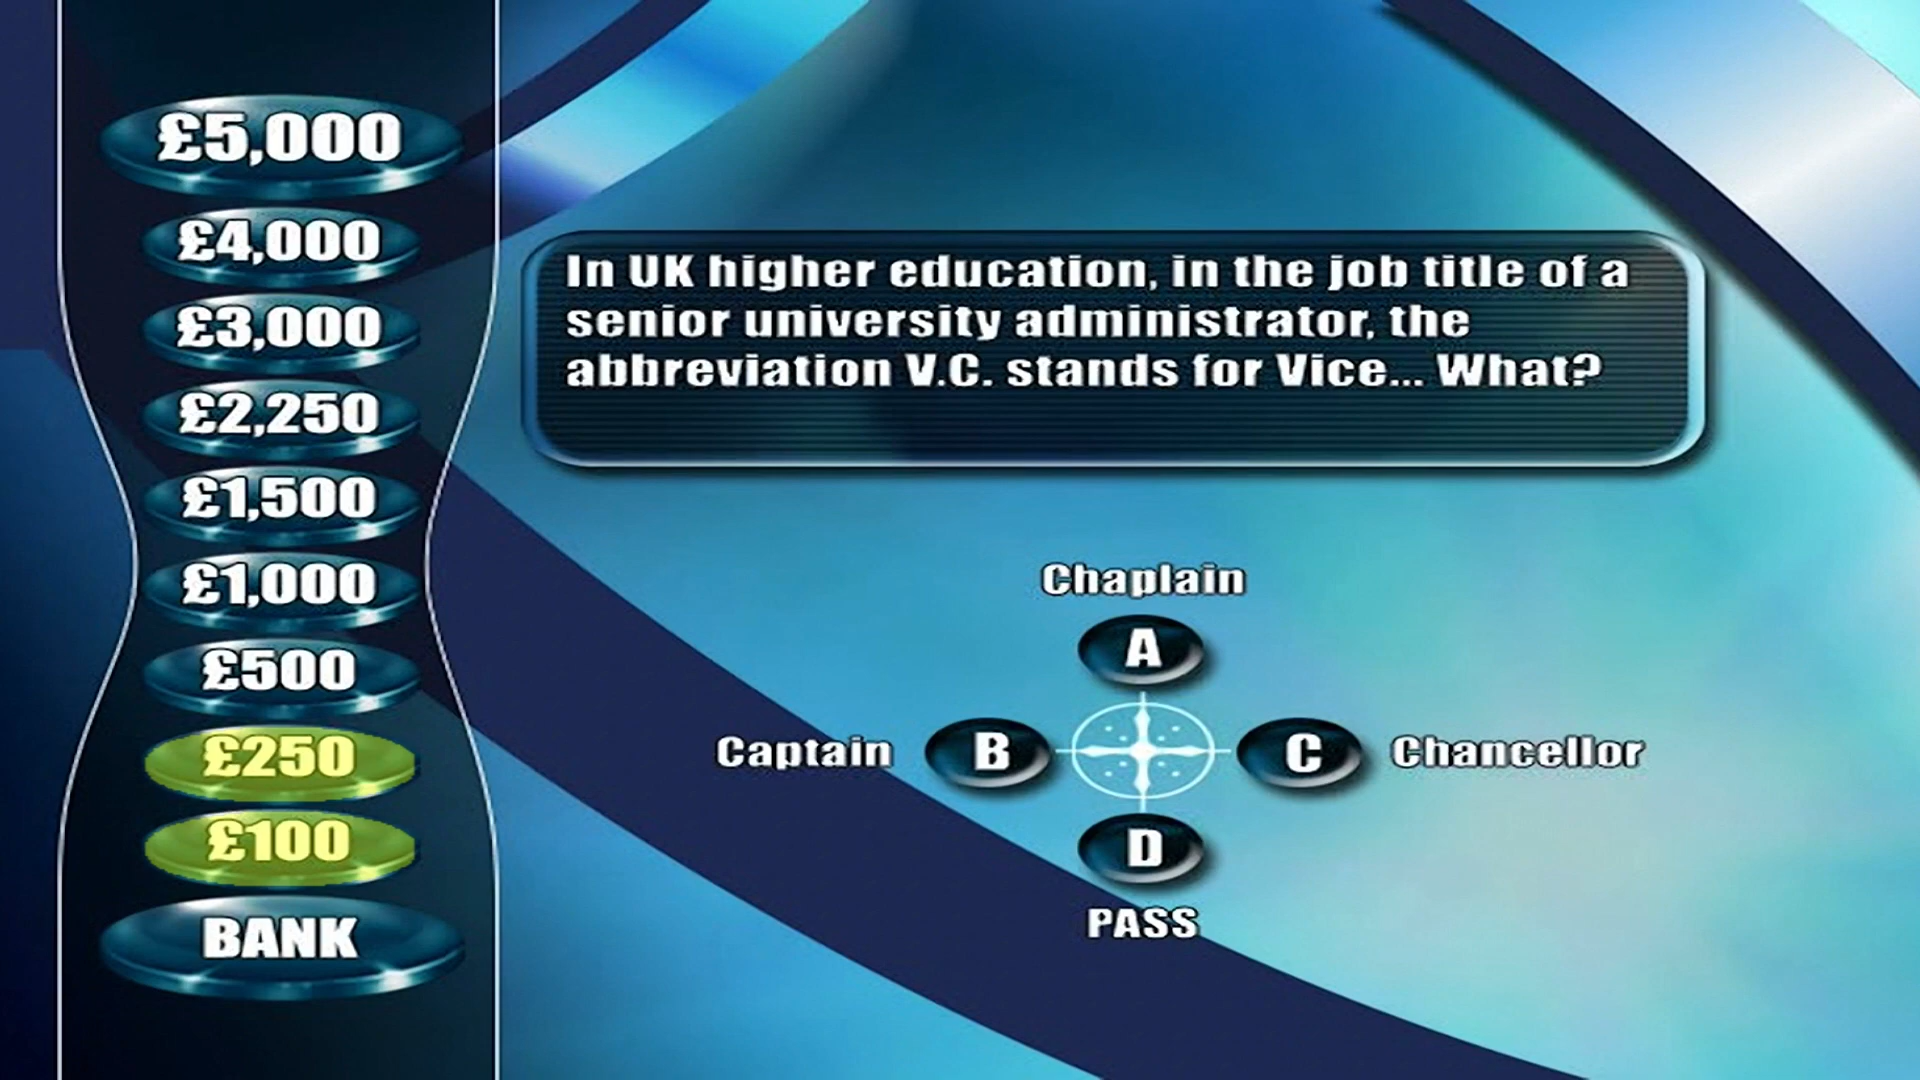 £5,000
£4,000
£3,000
£2,250
£1,500
£1,000
£500
£250
£100
BANK
In UK higher education, in the job title of a
senior university administrator, the
abbreviation V.C. stands for Vice... What?
Chaplain
A
Captain B C Chancellor
D
PASS